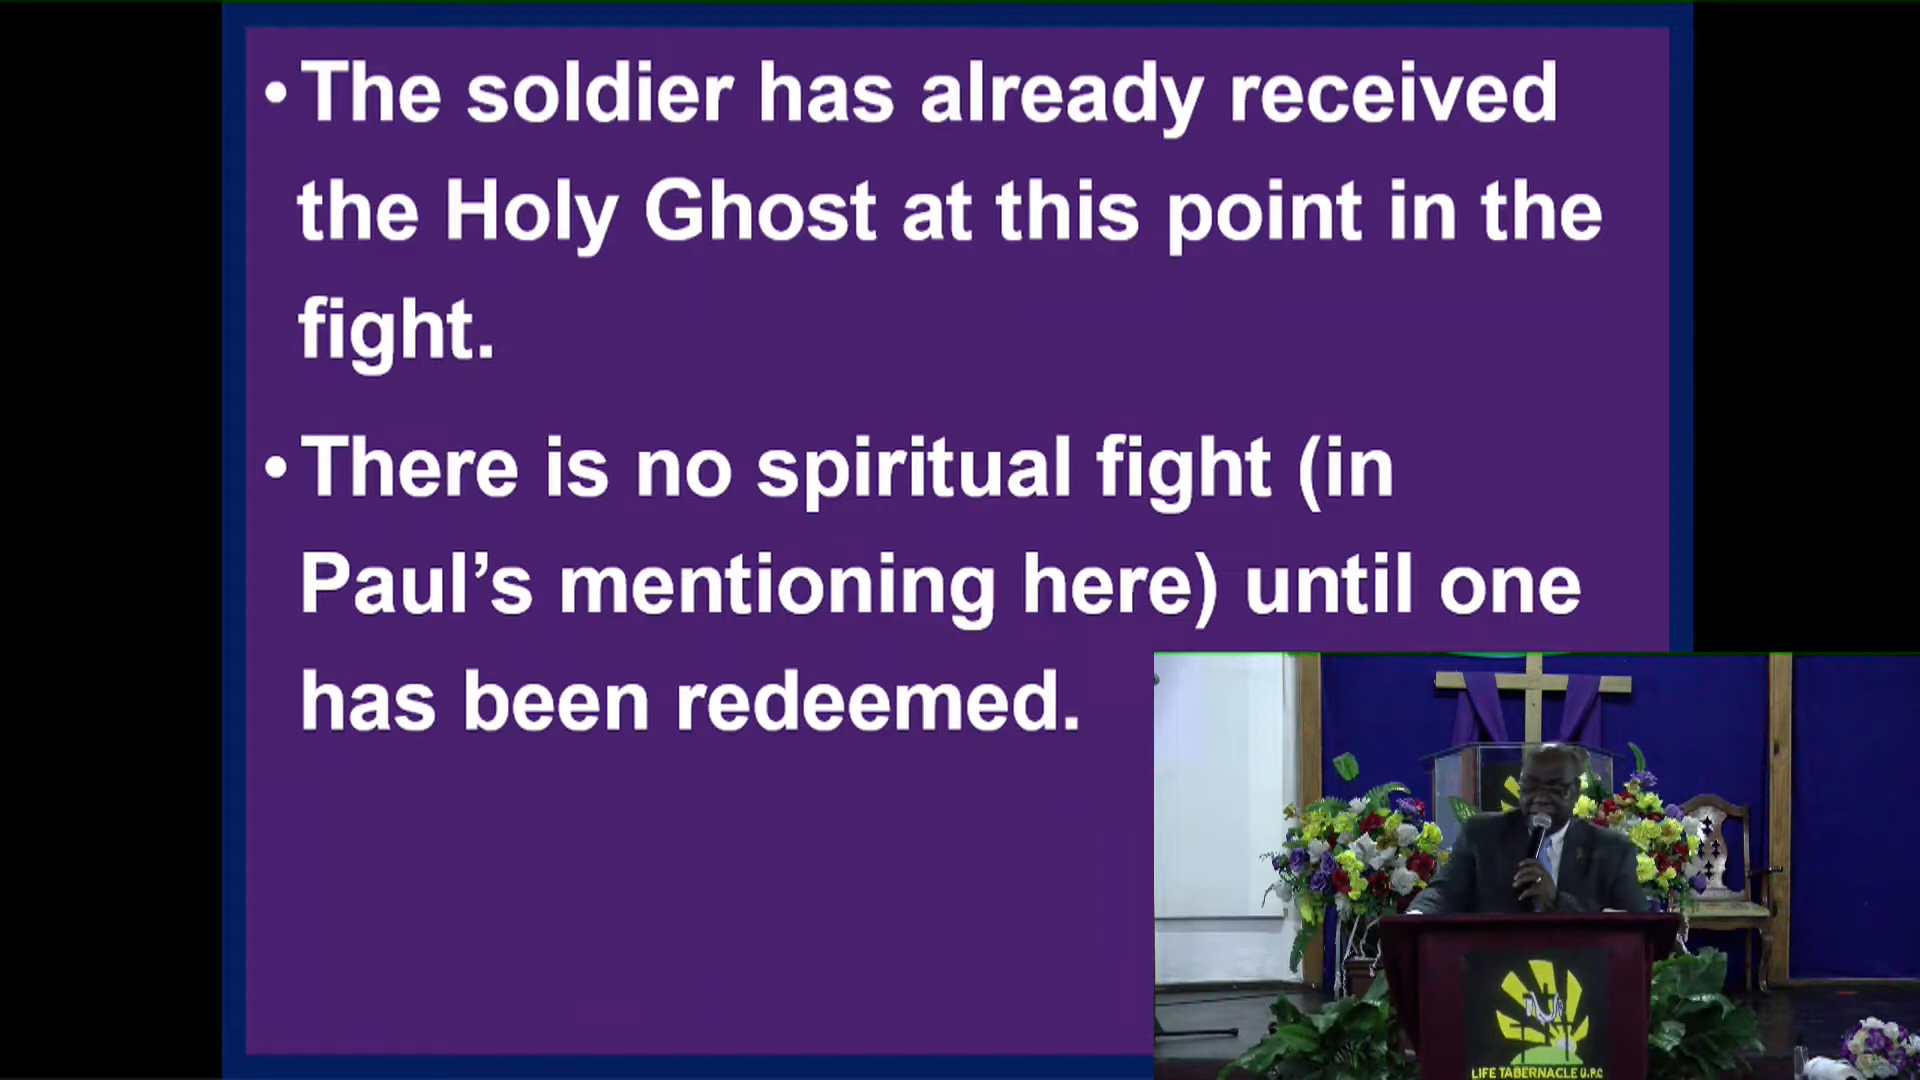 •The soldier has already received
the Holy Ghost at this point in the
fight.
•There is no spiritual fight (in
Paul’s mentioning here) until one
has been redeemed.
LIFE TABERNACLE U.P.C